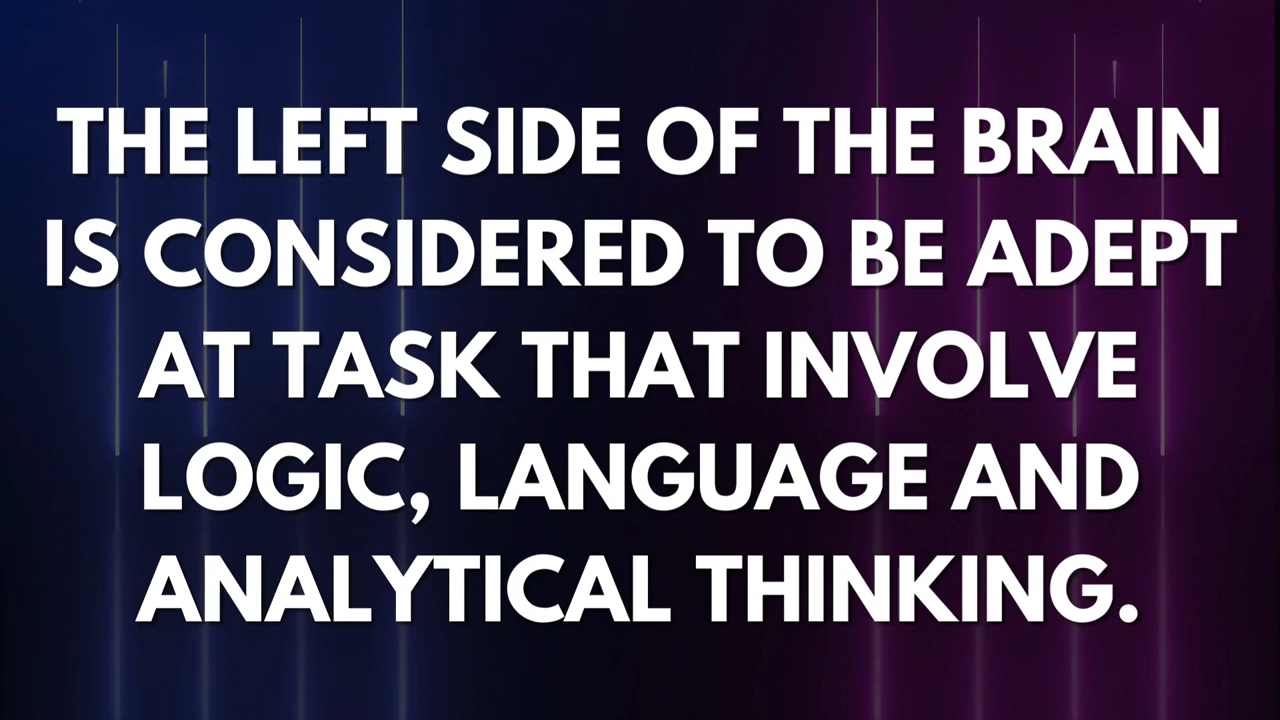 THE LEFT SIDE OF THE BRAIN
IS CONSIDERED TO BE ADEPT
AT TASK THAT INVOLVE
LOGIC, LANGUAGE AND
ANALYTICAL THINKING.